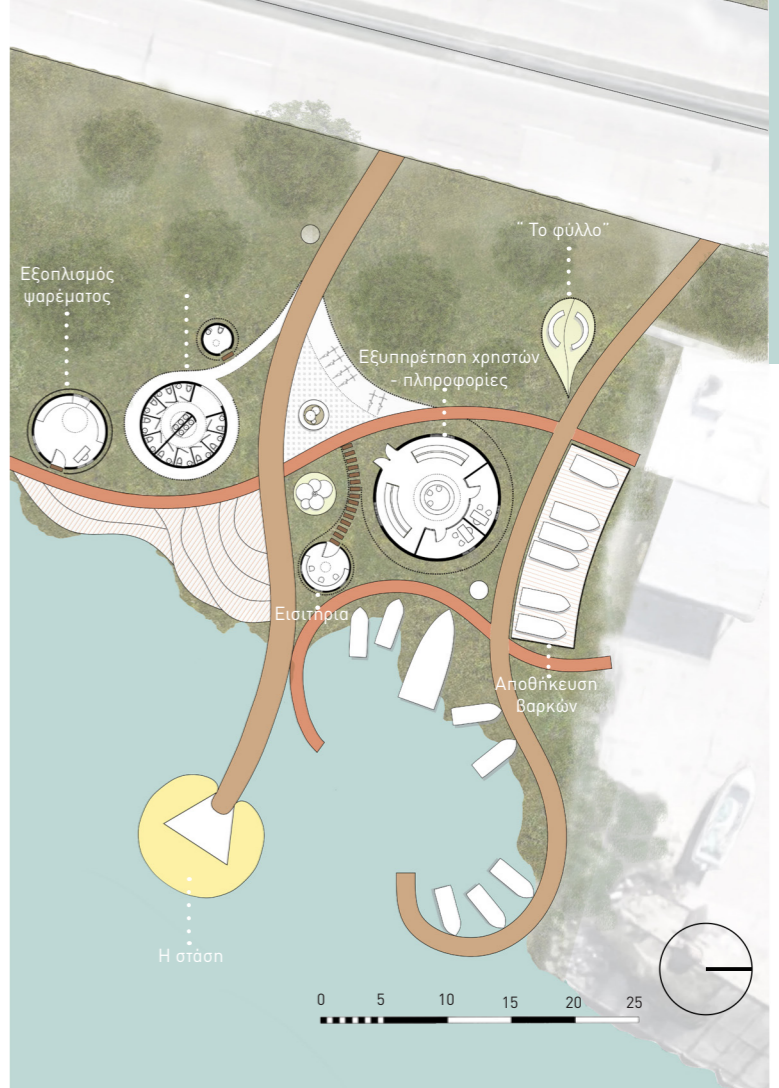 " Το φύλλο"
Εξοπλισμός
ψαρέματος
Εξυπηρέτηση χρηστών
- πληροφορίες
Εισιτήρια
Αποθήκευση
βαρκών
Η στάση
0 5 10 15 20 25